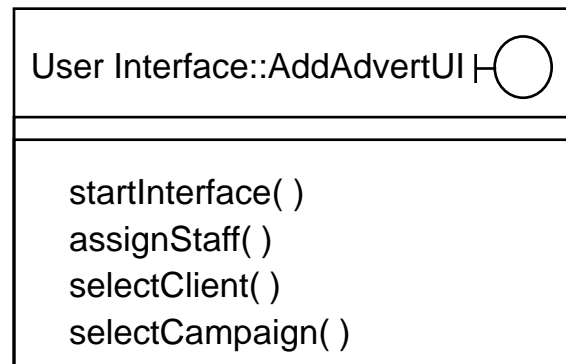 User Interface::AddAdvertUI
startInterface( )
assignStaff( )
selectClient( )
selectCampaign( )